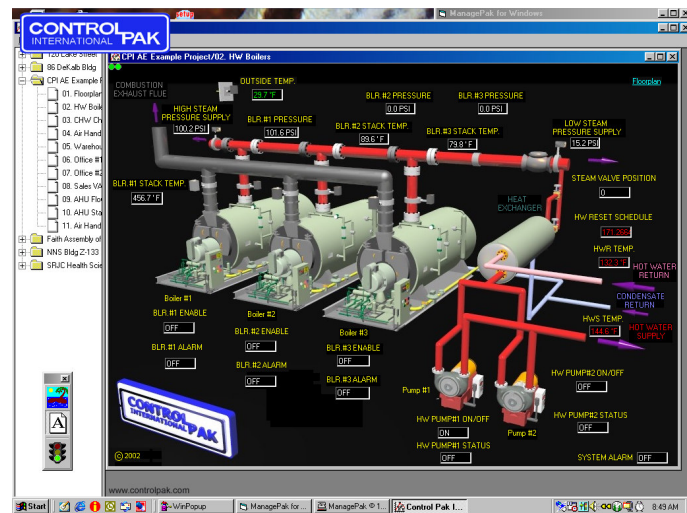 ManagePak for Windows
CONTROL PAK
INTERNATIONAL
86 DeKalb Bldg
CPI AE Example F
01. Floorplar
02. HW Boile
03. CHW Ch
04. Air Hand
05. Warehou
06. Office #1
07. Office #2
08. Sales VA
09. AHU Flo
10. AHU Sta
11. Air Hand
Faith Assembly of
NNS Bldg Z-133
SRJC Health Scie
CPI AE Example Project/02. HW Boilers
Floorplan
COMBUSTION
EXHAUST FLUE
OUTSIDE TEMP.
29.7 °F
HIGH STEAM
PRESSURE SUPPLY
100.2 PSI
BLR.#1 PRESSURE
101.6 PSI
BLR.#2 PRESSURE
0.0 PSI
BLR.#3 PRESSURE
0.0 PSI
BLR.#2 STACK TEMP.
89.6 °F
BLR.#3 STACK TEMP.
79.8 °F
LOW STEAM
PRESSURE SUPPLY
15.2 PSI
BLR.#1 STACK TEMP.
456.7 °F
STEAM VALVE POSITION
0
HEAT
EXCHANGER
HW RESET SCHEDULE
HWR TEMP.
132.3 °F
HOT WATER
RETURN
CONDENSATE
RETURN
HWS TEMP.
144.6 °F
HOT WATER
SUPPLY
Boiler #1
Boiler #2
Boiler #3
BLR.#1 ENABLE
OFF
BLR.#2 ENABLE
OFF
BLR.#3 ENABLE
OFF
BLR.#1 ALARM
OFF
BLR.#2 ALARM
OFF
BLR.#3 ALARM
OFF
Pump #1
Pump #2
HW PUMP#1 ON/OFF
ON
HW PUMP#1 STATUS
OFF
HW PUMP#2 ON/OFF
OFF
HW PUMP#2 STATUS
OFF
SYSTEM ALARM OFF
CONTROL PAK
INTERNATIONAL
©2002
A
www.controlpak.com
Start
WinPopup
ManagePak for ...
ManagePak © 1...
Control Pak I...
8:49 AM